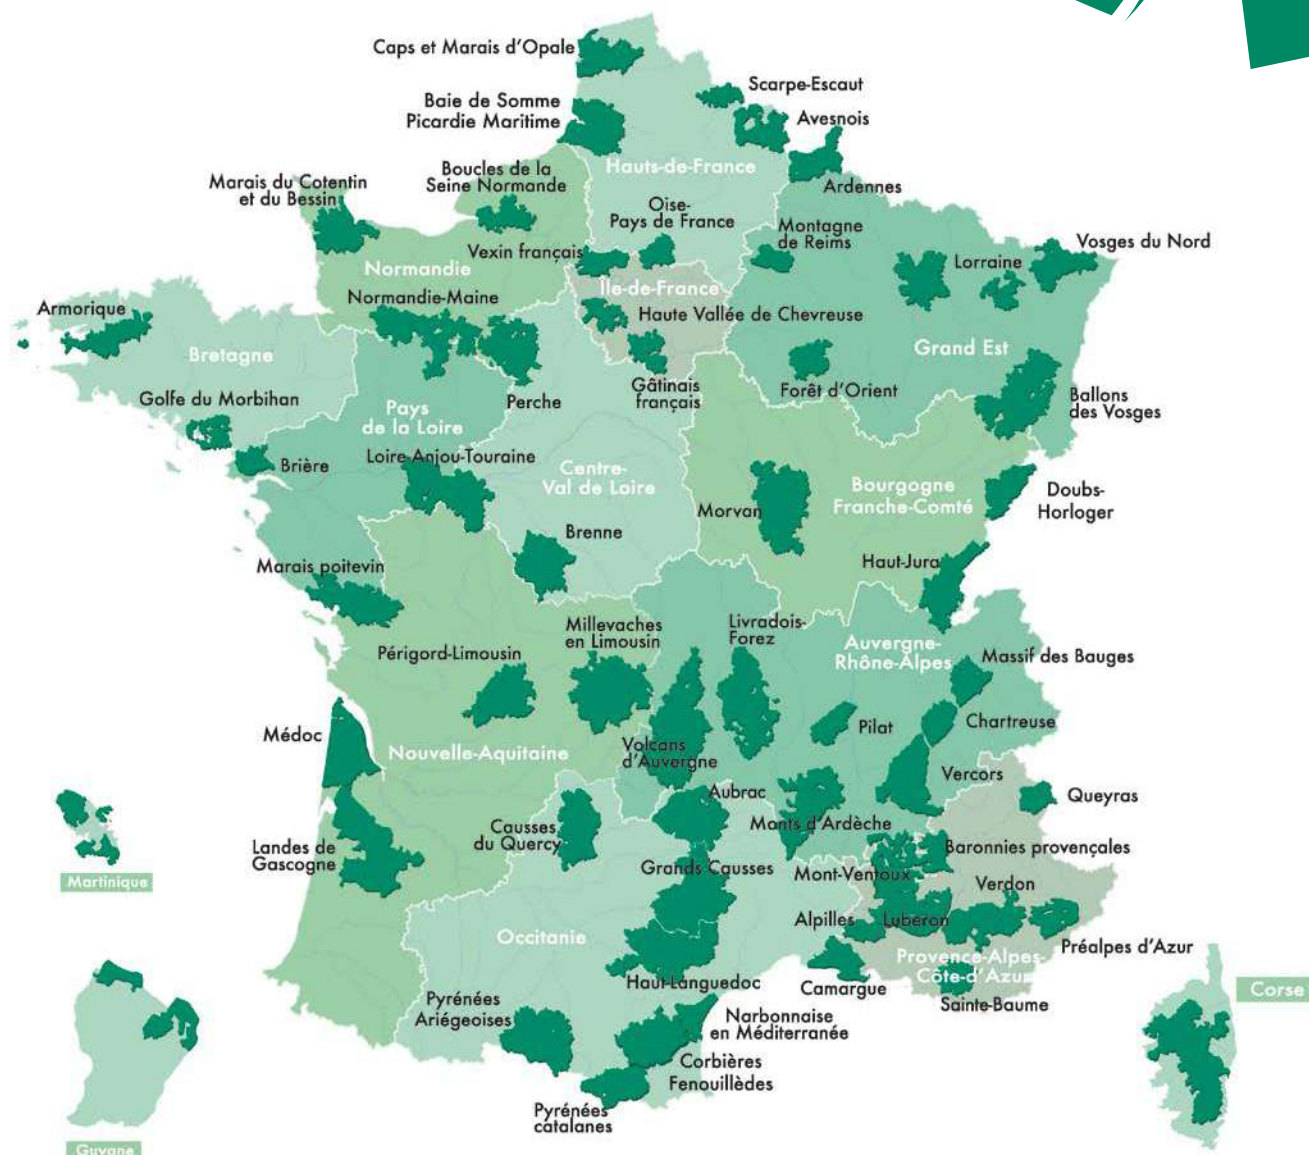 Caps et Marais d'Opale
Scarpe-Escaut
Baie de Somme
Picardie Maritime
Avesnois
Hauts-de-France
Boucles de la
Seine Normande
Marais du Cotentin
et du Bessin
Ardennes
Oise-
Pays de France
Montagne
de Reims
Vosges du Nord
Vexin français
Lorraine
Normandie
Île-de-France
Normandie-Maine
Armorique
Haute Vallée de Chevreuse
Bretagne
Grand Est
Gâtinais
français
Forêt d'Orient
Ballons
des Vosges
Golfe du Morbihan
Perche
Pays
de la Loire
Brière
Loire-Anjou-Touraine
Centre-
Val de Loire
Morvan
Bourgogne
Franche-Comté
Doubs-
Horloger
Brenne
Haut-Jura
Marais poitevin
Millevaches
en Limousin
Livradois-
Forez
Périgord-Limousin
Auvergne-
Rhône-Alpes
Massif des Bauges
Médoc
Pilat
Chartreuse
Nouvelle-Aquitaine
Volcans
d'Auvergne
Vercors
Aubrac
Queyras
Causses
du Quercy
Monts d'Ardèche
Landes de
Gascogne
Baronnies provençales
Grands Causses
Mont-Ventoux
Martinique
Verdon
Alpilles
Luberon
Occitanie
Préalpes d'Azur
Provence-Alpes-
Côte-d'Azur
Haut-Languedoc
Camargue
Sainte-Baume
Corse
Pyrénées
Ariégeoises
Narbonnaise
en Méditerranée
Corbières
Fenouillèdes
Pyrénées
catalanes
Guyane